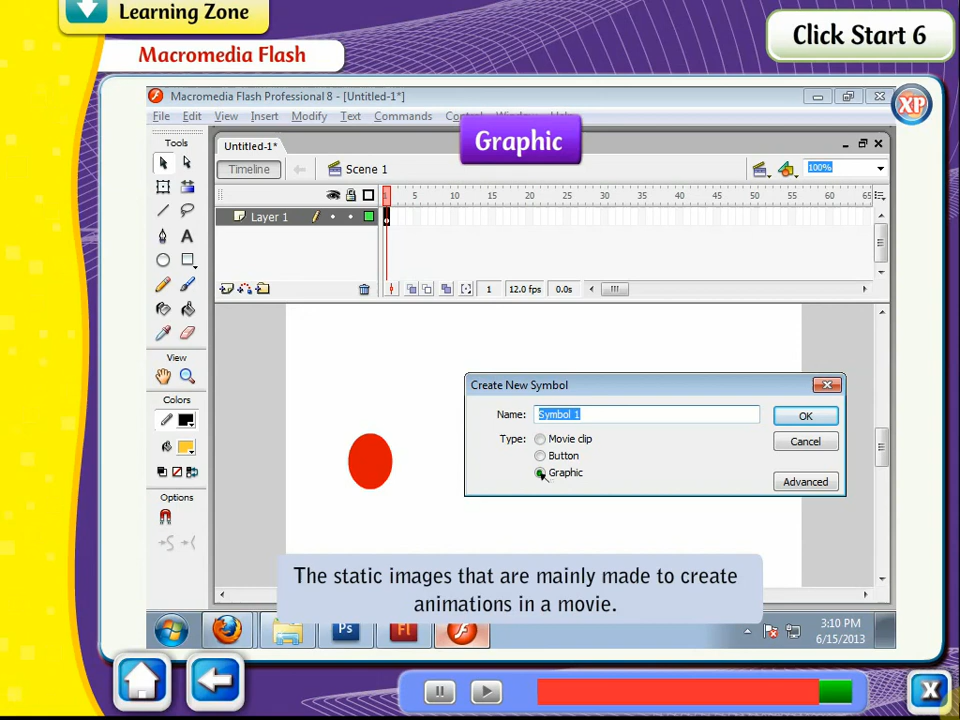 Learning Zone
Click Start 6
Macromedia Flash
Macromedia Flash Professional 8 - [Untitled-1*]
XP
File Edit View Insert Modify Text Commands
Graphic
Tools
Untitled-1*
Timeline
Scene 1
100%
1 5 10 15 20 25 30 35 40 45 50 55 60 65
Layer 1
A
1 12.0 fps 0.0s
View
Colors
Options
Create New Symbol
Name: Symbol 1
OK
Type: Movie clip
Cancel
Button
Graphic
Advanced
The static images that are mainly made to create
animations in a movie.
Ps
Fl
3:10 PM
6/15/2013
X